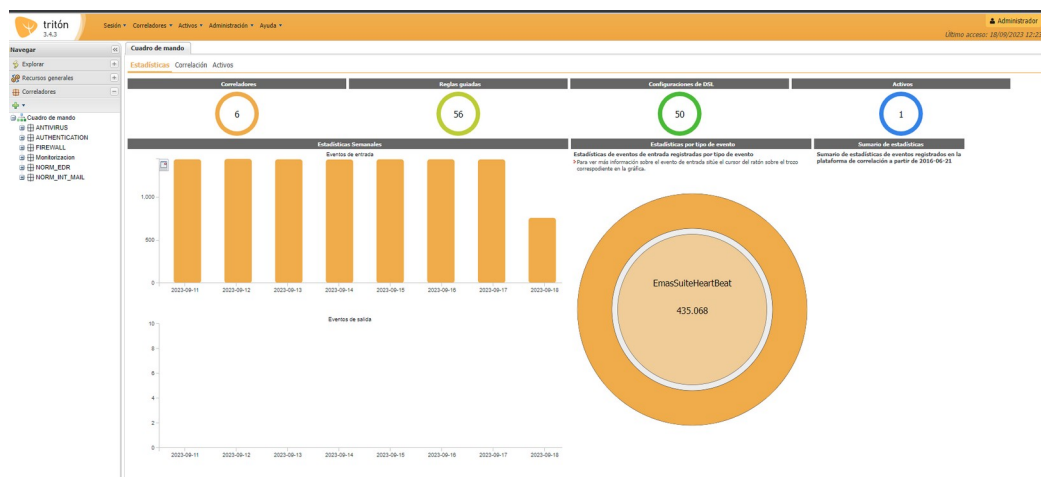 tritón
3.4.3
Sesión
Correladores
Activos
Administración
Ayuda
Administrador
Último acceso: 18/09/2023 12:23
Navegar
Explorar
Recursos generales
Correladores
Cuadro de mando
ANTIVIRUS
AUTHENTICATION
FIREWALL
Monitorizacion
NORM_EDR
NORM_INT_MAIL
Cuadro de mando
Estadísticas Correlación Activos
Correladores
6
Reglas guiadas
56
Configuraciones de DSL
50
Activos
1
Estadísticas Semanales
Eventos de entrada
1,000
500
0
2023-09-11 2023-09-12 2023-09-13 2023-09-14 2023-09-15 2023-09-16 2023-09-17 2023-09-18
Eventos de salida
10
8
6
4
2
0
2023-09-11 2023-09-12 2023-09-13 2023-09-14 2023-09-15 2023-09-16 2023-09-17 2023-09-18
Estadísticas por tipo de evento
Estadísticas de eventos de entrada registradas por tipo de evento
Para ver más información sobre el evento de entrada sitúe el cursor del ratón sobre el trozo
correspondiente en la gráfica.
EmasSuiteHeartBeat
435.068
Sumario de estadísticas
Sumario de estadísticas de eventos registrados en la
plataforma de correlación a partir de 2016-06-21